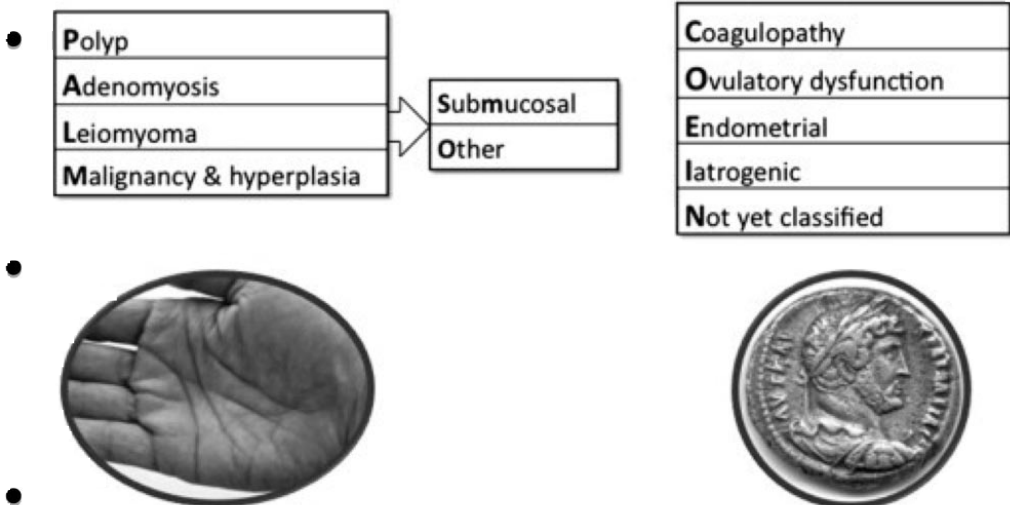 Polyp
Adenomyosis
Leiomyoma
Malignancy & hyperplasia
Submucosal
Other
Coagulopathy
Ovulatory dysfunction
Endometrial
Iatrogenic
Not yet classified